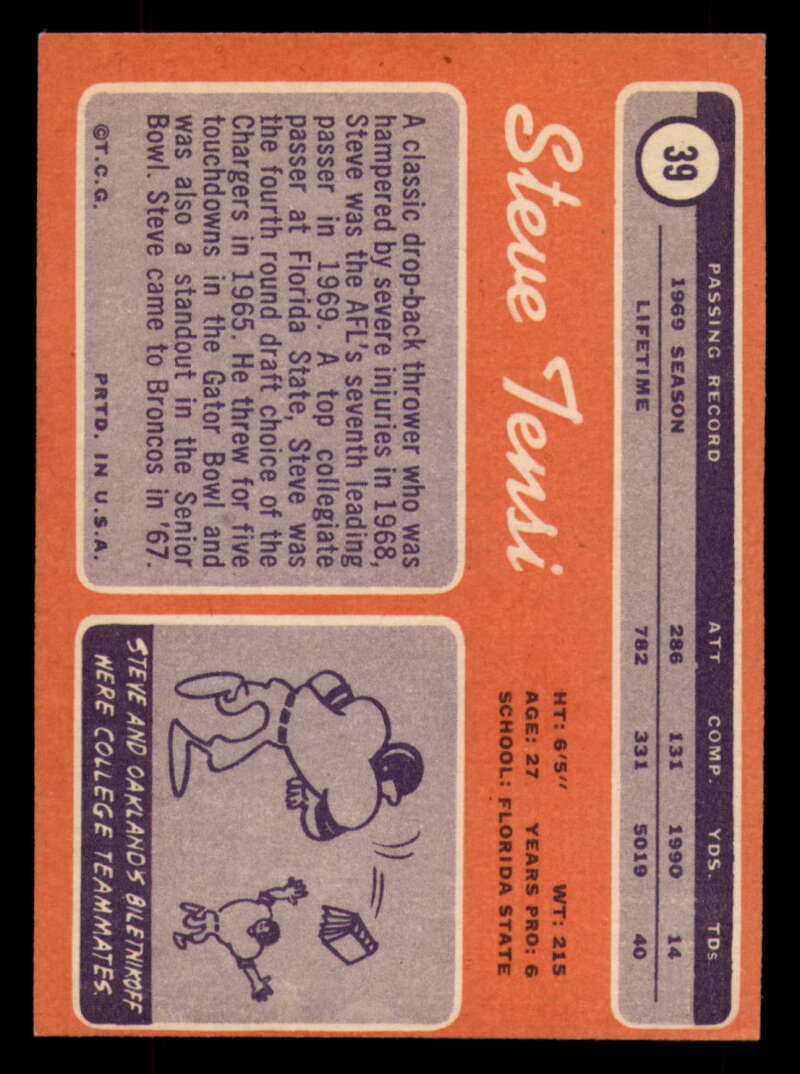 39
PASSING RECORD ATT COMP. YDS. TDs
1969 SEASON 286 131 1990 14
LIFETIME 782 331 5019 40
Steve Tensi
HT: 6'5" WT: 215
AGE: 27 YEARS PRO: 6
SCHOOL: FLORIDA STATE
A classic drop-back thrower who was
hampered by severe injuries in 1968,
Steve was the AFL's seventh leading
passer in 1969. A top collegiate
passer at Florida State, Steve was
the fourth round draft choice of the
Chargers in 1965. He threw for five
touchdowns in the Gator Bowl and
was also a standout in the Senior
Bowl. Steve came to Broncos in '67.
©T.C.G. PRTD. IN U.S.A.
STEVE AND OAKLAND'S BILETNIKOFF
WERE COLLEGE TEAMMATES.